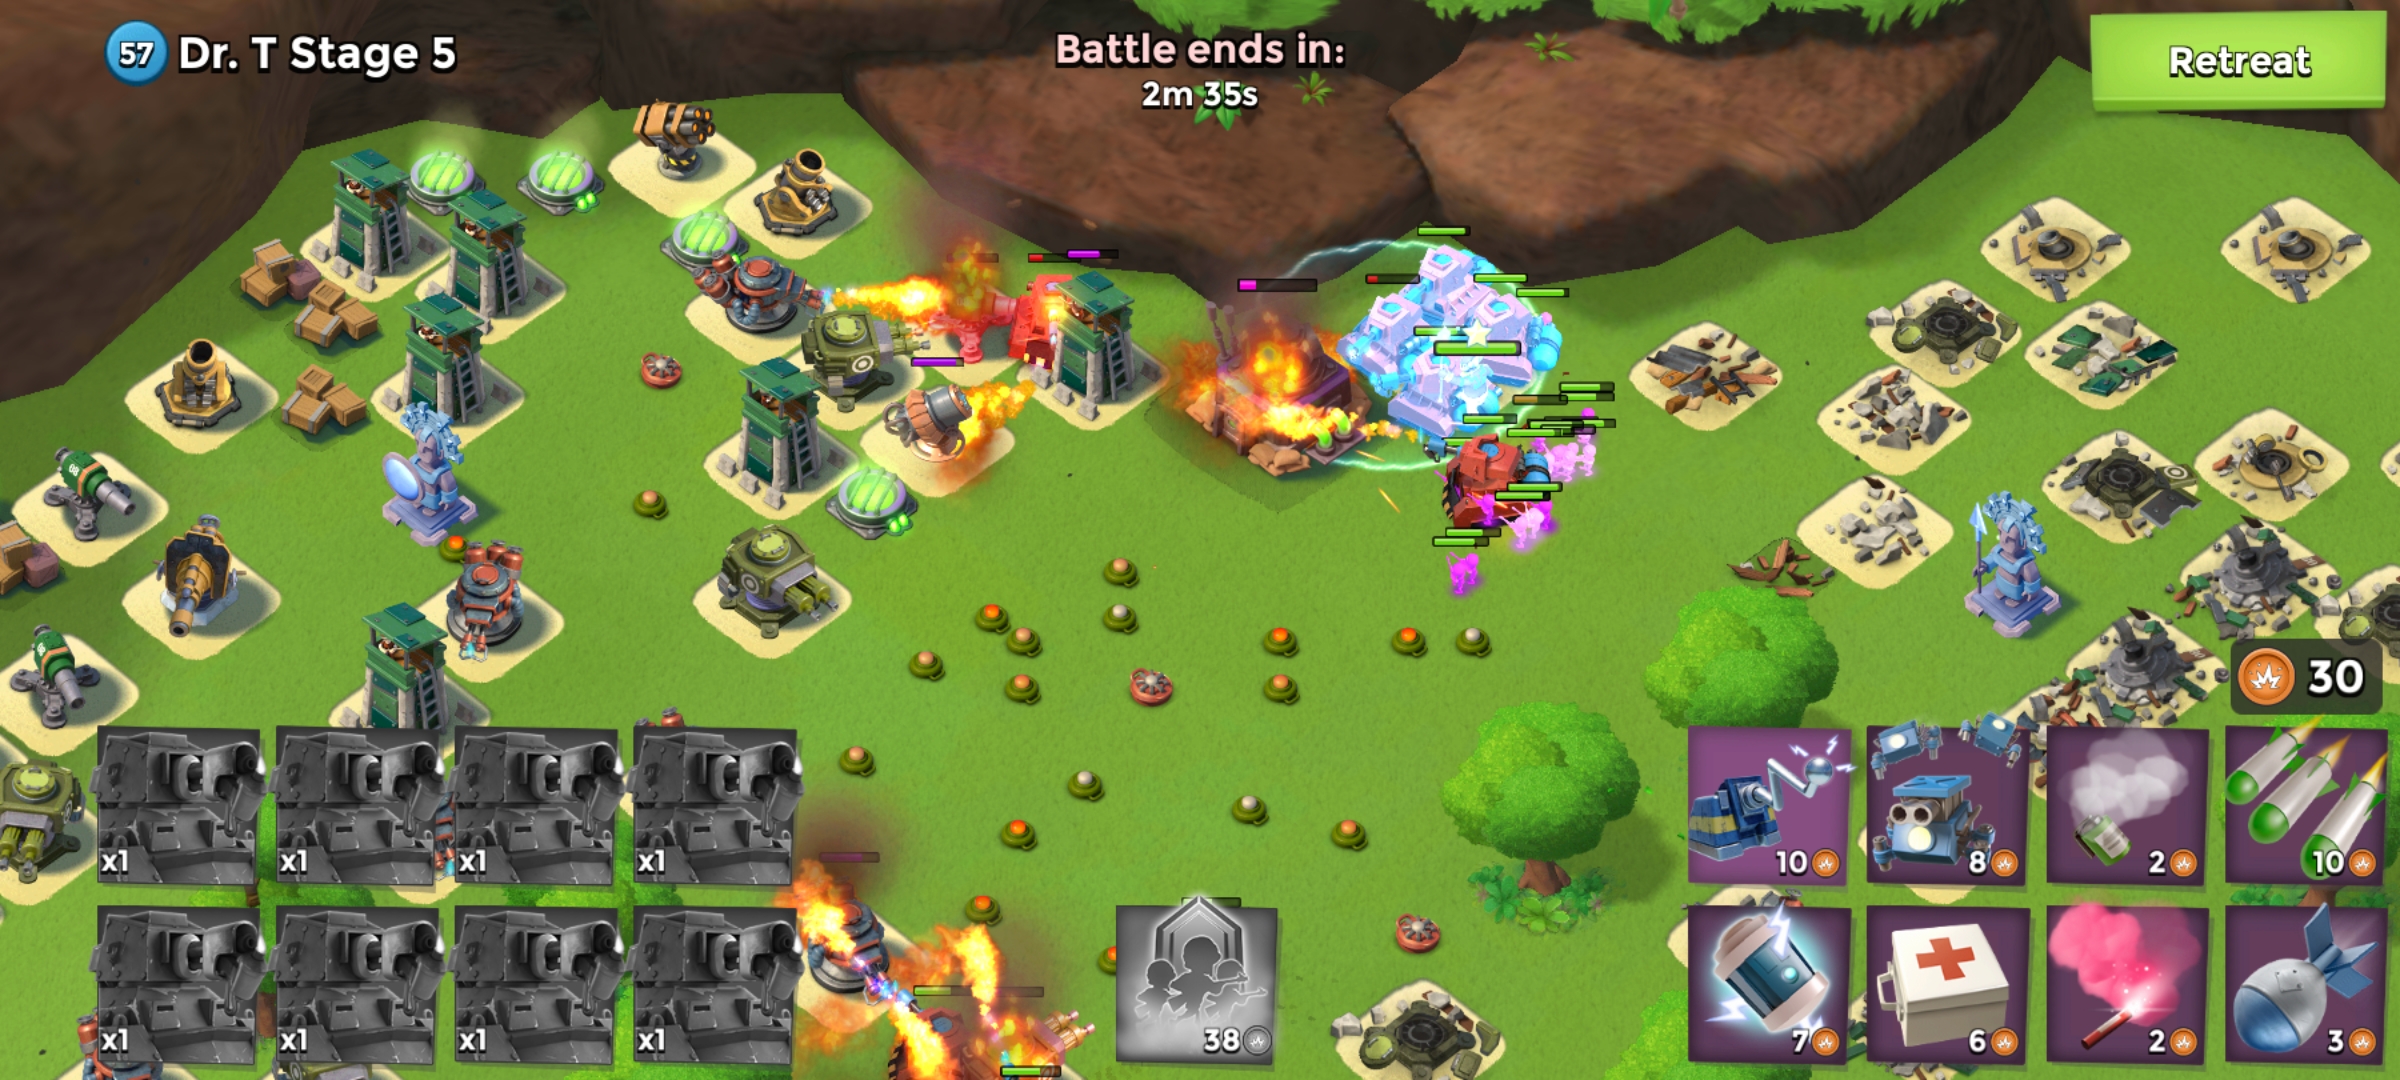 57 Dr. T Stage 5
Battle ends in:
2m 35s
Retreat
30
x1 x1 x1 x1
10 8 2 10
x1 x1 x1 x1
38
7 6 2 3